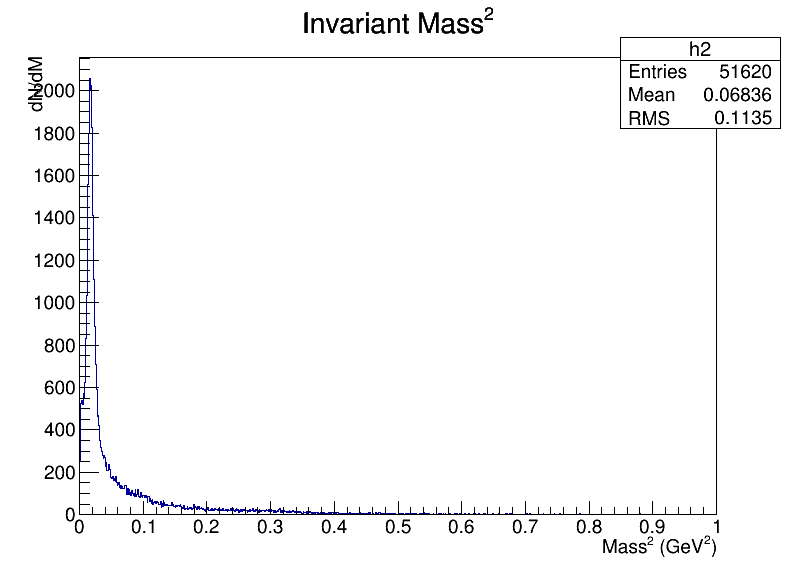 Invariant Mass²
h2
Entries 51620
Mean 0.06836
RMS 0.1135
dN/dM
2000
1800
1600
1400
1200
1000
800
600
400
200
0
0 0.1 0.2 0.3 0.4 0.5 0.6 0.7 0.8 0.9 1
Mass² (GeV²)